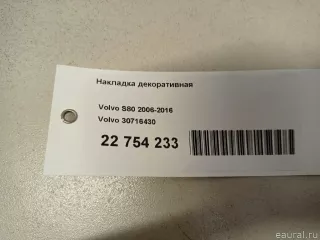 Накладка декоративная
Volvo S80 2006-2016
Volvo 30716430
22 754 233
eaural.ru